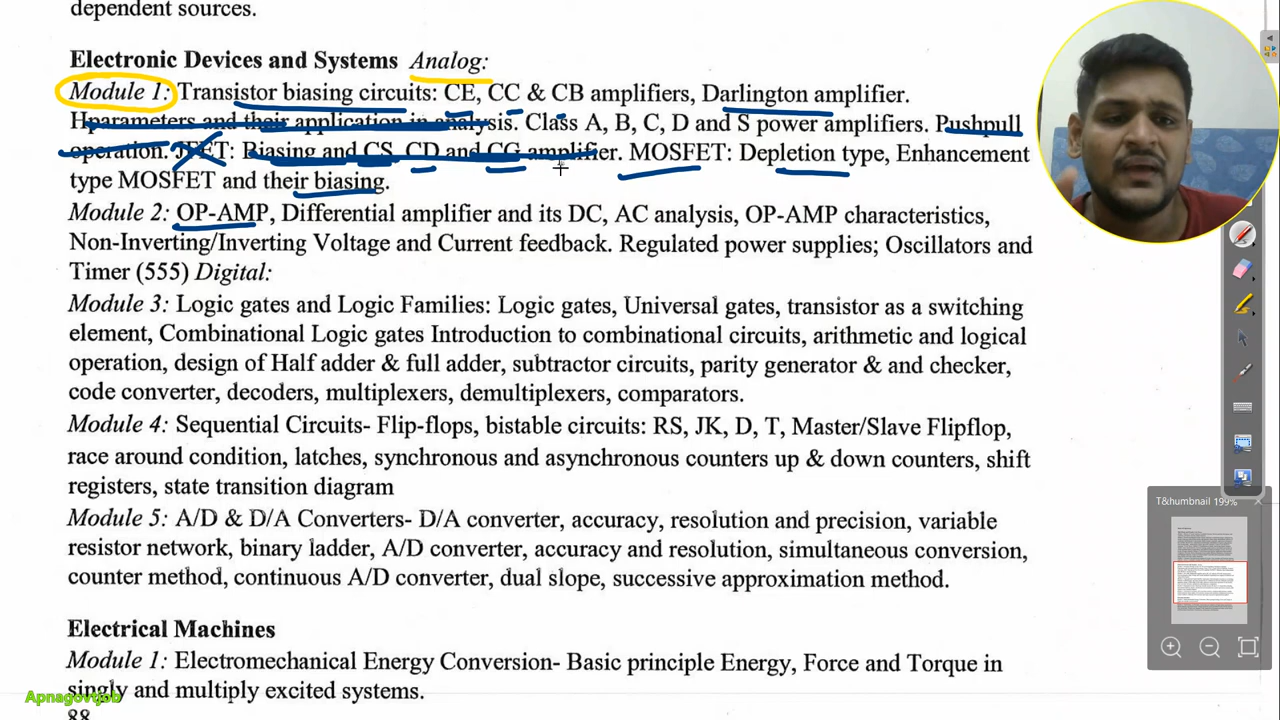 dependent sources.
Electronic Devices and Systems Analog:
Module 1: Transistor biasing circuits: CE, CC & CB amplifiers, Darlington amplifier.
Hparameters and their application in analysis. Class A, B, C, D and S power amplifiers. Pushpull
operation. JFET: Biasing and CS, CD and CG amplifier. MOSFET: Depletion type, Enhancement
type MOSFET and their biasing.
Module 2: OP-AMP, Differential amplifier and its DC, AC analysis, OP-AMP characteristics,
Non-Inverting/Inverting Voltage and Current feedback. Regulated power supplies; Oscillators and
Timer (555) Digital:
Module 3: Logic gates and Logic Families: Logic gates, Universal gates, transistor as a switching
element, Combinational Logic gates Introduction to combinational circuits, arithmetic and logical
operation, design of Half adder & full adder, subtractor circuits, parity generator & and checker,
code converter, decoders, multiplexers, demultiplexers, comparators.
Module 4: Sequential Circuits- Flip-flops, bistable circuits: RS, JK, D, T, Master/Slave Flipflop,
race around condition, latches, synchronous and asynchronous counters up & down counters, shift
registers, state transition diagram
Module 5: A/D & D/A Converters- D/A converter, accuracy, resolution and precision, variable
resistor network, binary ladder, A/D converter, accuracy and resolution, simultaneous conversion,
counter method, continuous A/D converter, dual slope, successive approximation method.
T&humbnail 199%
Electrical Machines
Module 1: Electromechanical Energy Conversion- Basic principle Energy, Force and Torque in
singly and multiply excited systems.
Apnagovtjob
88